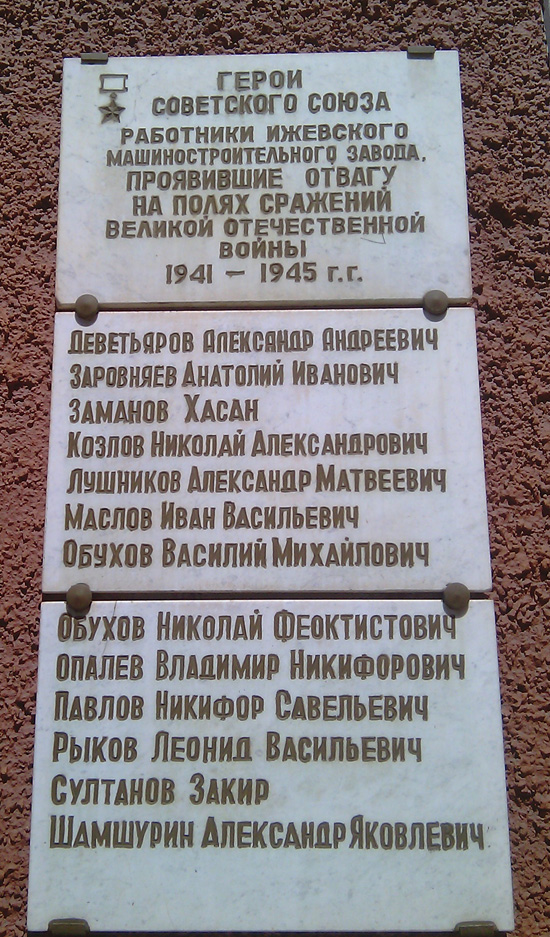 ГЕРОИ
СОВЕТСКОГО СОЮЗА
РАБОТНИКИ ИЖЕВСКОГО
МАШИНОСТРОИТЕЛЬНОГО ЗАВОДА,
ПРОЯВИВШИЕ ОТВАГУ
НА ПОЛЯХ СРАЖЕНИЙ
ВЕЛИКОЙ ОТЕЧЕСТВЕННОЙ
ВОЙНЫ
1941 – 1945 г.г.
ДЕВЕТЬЯРОВ АЛЕКСАНДР АНДРЕЕВИЧ
ЗАРОВНЯЕВ АНАТОЛИЙ ИВАНОВИЧ
ЗАМАНОВ ХАСАН
КОЗЛОВ НИКОЛАЙ АЛЕКСАНДРОВИЧ
ЛУШНИКОВ АЛЕКСАНДР МАТВЕЕВИЧ
МАСЛОВ ИВАН ВАСИЛЬЕВИЧ
ОБУХОВ ВАСИЛИЙ МИХАЙЛОВИЧ
ОБУХОВ НИКОЛАЙ ФЕОКТИСТОВИЧ
ОПАЛЕВ ВЛАДИМИР НИКИФОРОВИЧ
ПАВЛОВ НИКИФОР САВЕЛЬЕВИЧ
РЫКОВ ЛЕОНИД ВАСИЛЬЕВИЧ
СУЛТАНОВ ЗАКИР
ШАМШУРИН АЛЕКСАНДР ЯКОВЛЕВИЧ